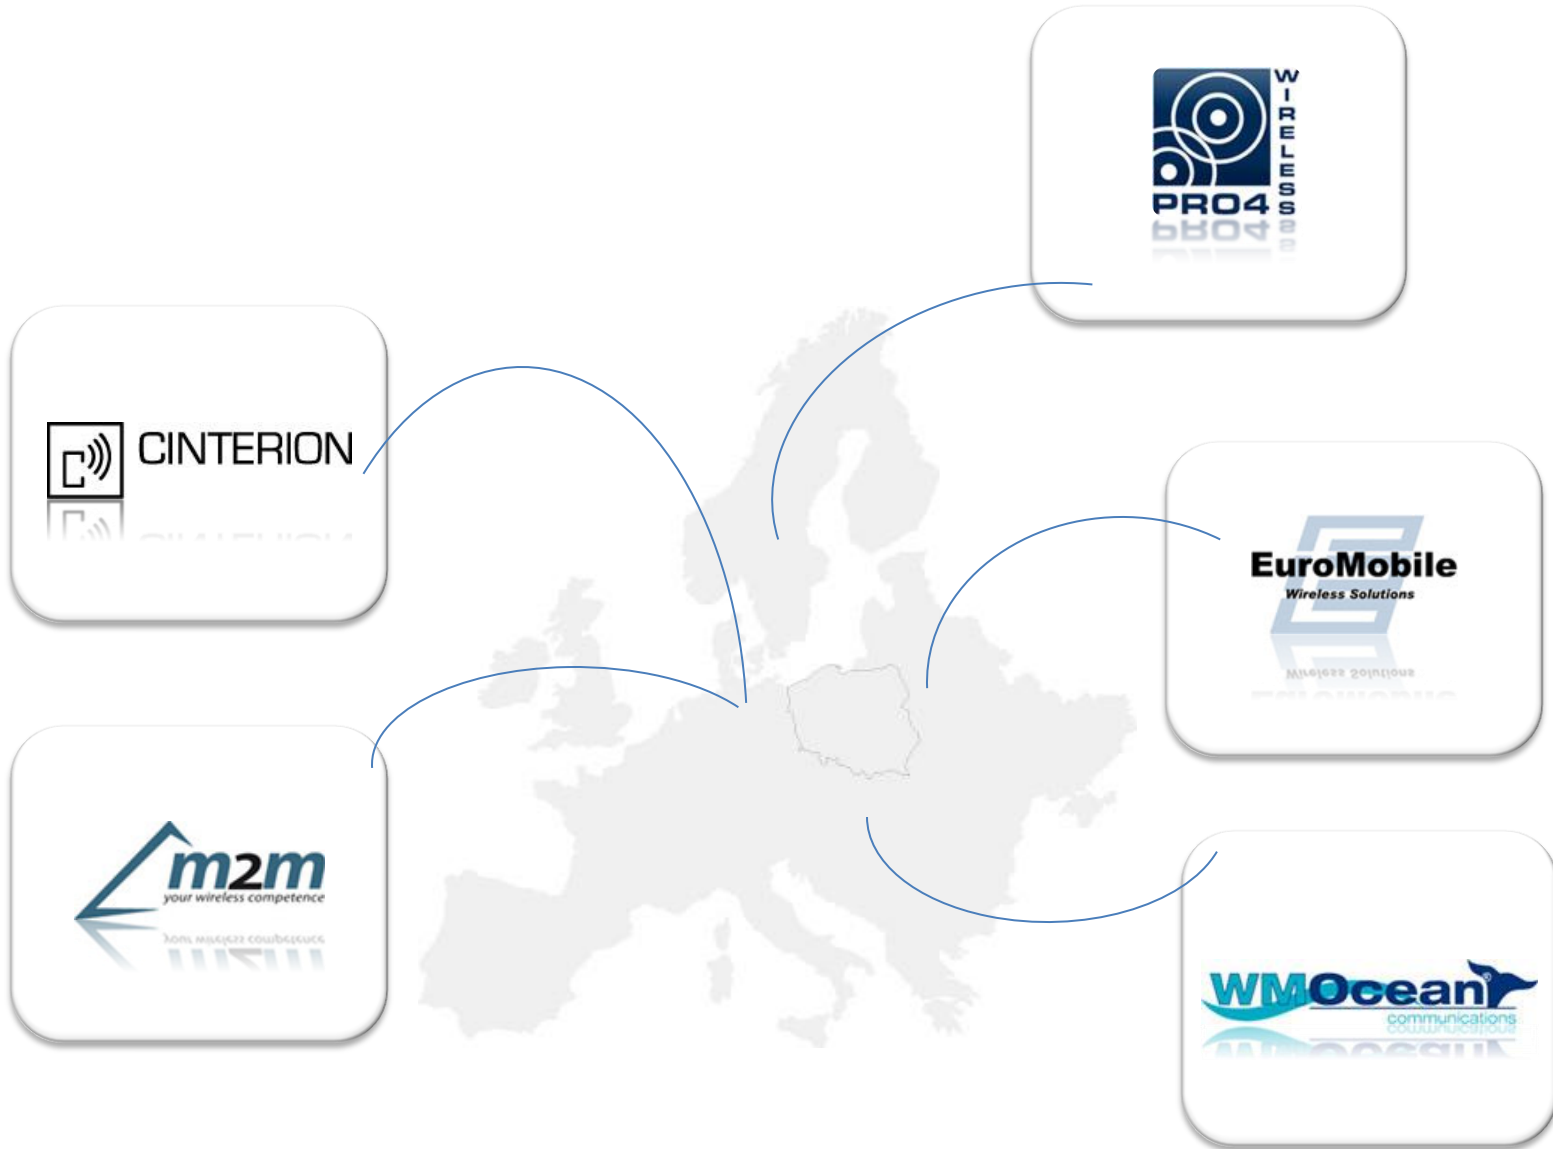 WIRELESS
PRO4
CINTERION
EuroMobile
Wireless Solutions
m2m
your wireless competence
WMOcean
communications